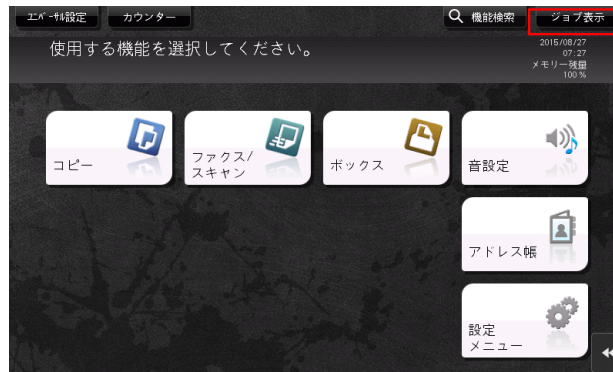 ユニバーサル設定
カウンター
機能検索
ジョブ表示
使用する機能を選択してください。
2015/08/27
07:27
メモリー残量
100 %
コピー
ファクス/
スキャン
ボックス
音設定
アドレス帳
設定
メニュー